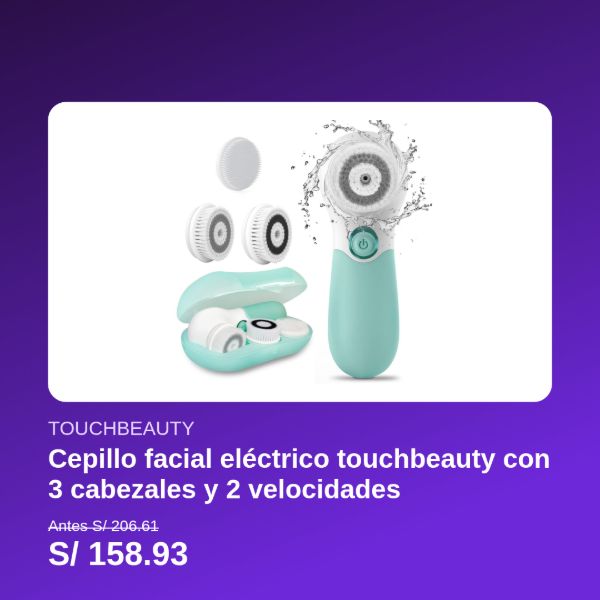 TOUCHBEAUTY
Cepillo facial eléctrico touchbeauty con
3 cabezales y 2 velocidades
Antes S/ 206.61
S/ 158.93